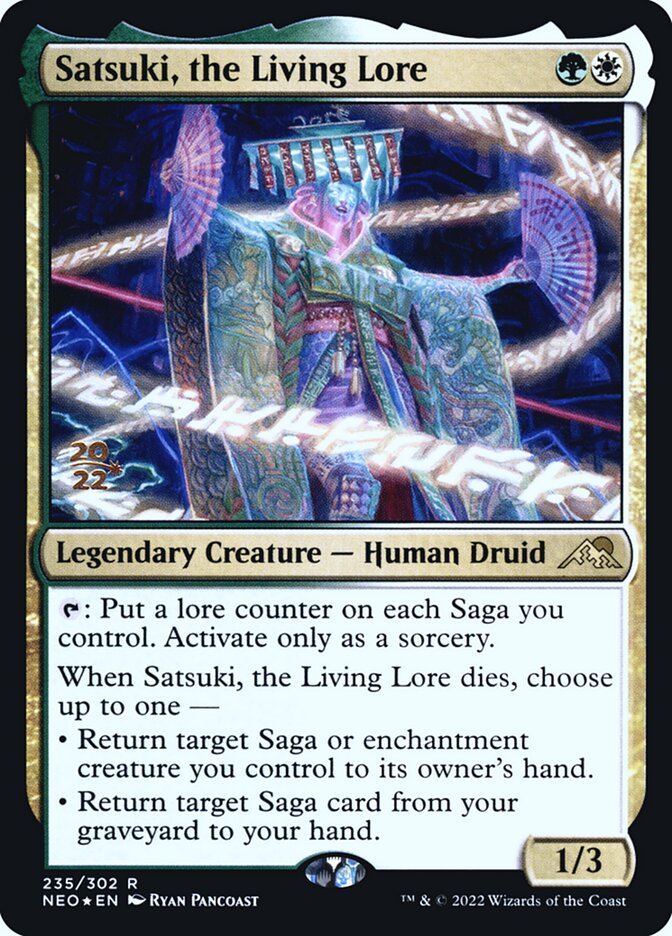 Satsuki, the Living Lore
20
22
Legendary Creature — Human Druid
: Put a lore counter on each Saga you
control. Activate only as a sorcery.
When Satsuki, the Living Lore dies, choose
up to one —
• Return target Saga or enchantment
creature you control to its owner's hand.
• Return target Saga card from your
graveyard to your hand.
1/3
235/302 R
NEO★EN Ryan Pancoast
™ & © 2022 Wizards of the Coast